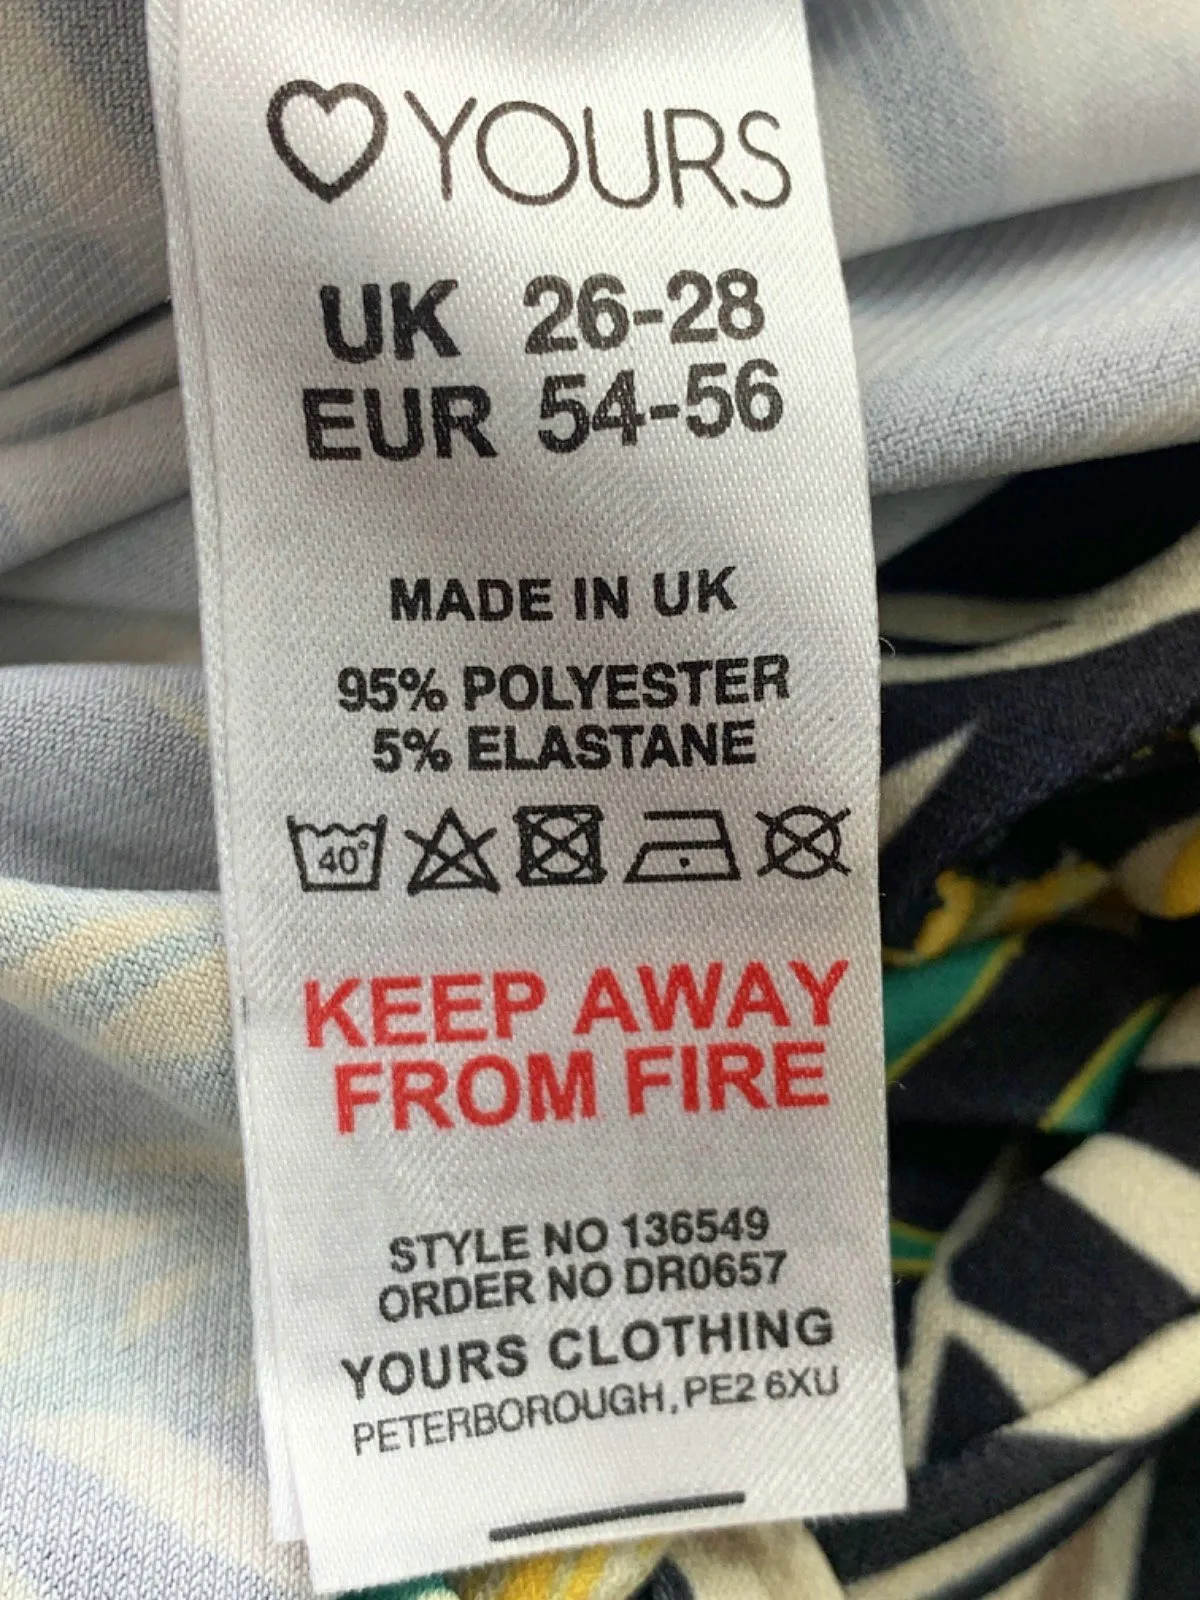 YOURS
UK 26-28
EUR 54-56
MADE IN UK
95% POLYESTER
5% ELASTANE
40°
KEEP AWAY
FROM FIRE
STYLE NO 136549
ORDER NO DR0657
YOURS CLOTHING
PETERBOROUGH, PE2 6XU